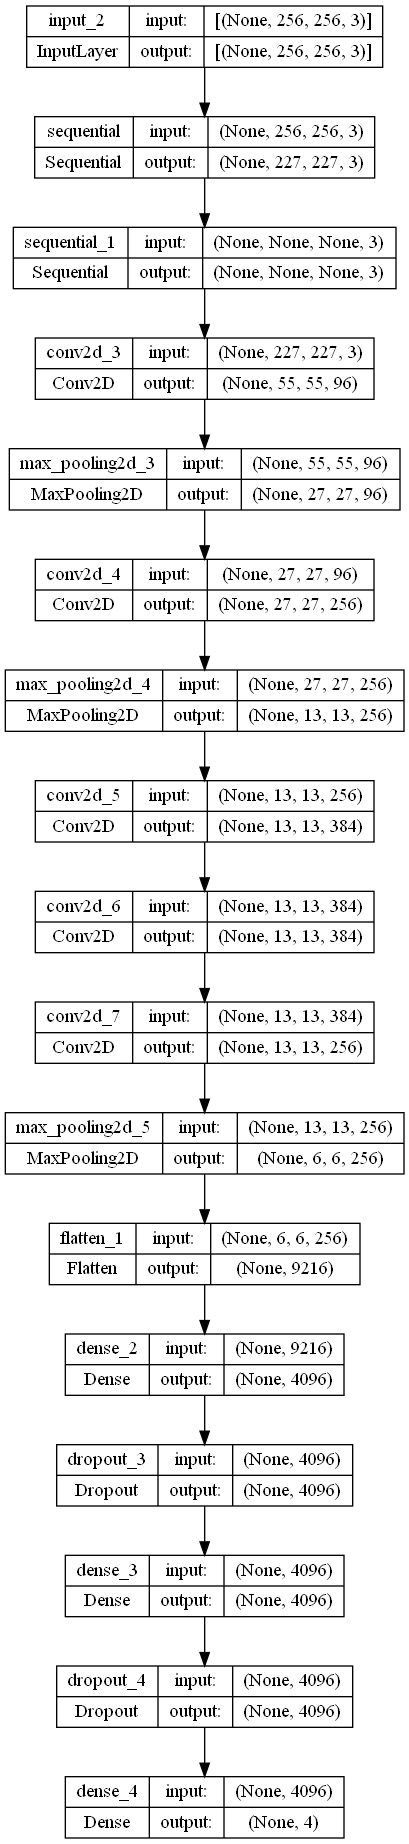 input_2 input: [(None, 256, 256, 3)]
InputLayer output: [(None, 256, 256, 3)]
sequential input: (None, 256, 256, 3)
Sequential output: (None, 227, 227, 3)
sequential_1 input: (None, None, None, 3)
Sequential output: (None, None, None, 3)
conv2d_3 input: (None, 227, 227, 3)
Conv2D output: (None, 55, 55, 96)
max_pooling2d_3 input: (None, 55, 55, 96)
MaxPooling2D output: (None, 27, 27, 96)
conv2d_4 input: (None, 27, 27, 96)
Conv2D output: (None, 27, 27, 256)
max_pooling2d_4 input: (None, 27, 27, 256)
MaxPooling2D output: (None, 13, 13, 256)
conv2d_5 input: (None, 13, 13, 256)
Conv2D output: (None, 13, 13, 384)
conv2d_6 input: (None, 13, 13, 384)
Conv2D output: (None, 13, 13, 384)
conv2d_7 input: (None, 13, 13, 384)
Conv2D output: (None, 13, 13, 256)
max_pooling2d_5 input: (None, 13, 13, 256)
MaxPooling2D output: (None, 6, 6, 256)
flatten_1 input: (None, 6, 6, 256)
Flatten output: (None, 9216)
dense_2 input: (None, 9216)
Dense output: (None, 4096)
dropout_3 input: (None, 4096)
Dropout output: (None, 4096)
dense_3 input: (None, 4096)
Dense output: (None, 4096)
dropout_4 input: (None, 4096)
Dropout output: (None, 4096)
dense_4 input: (None, 4096)
Dense output: (None, 4)